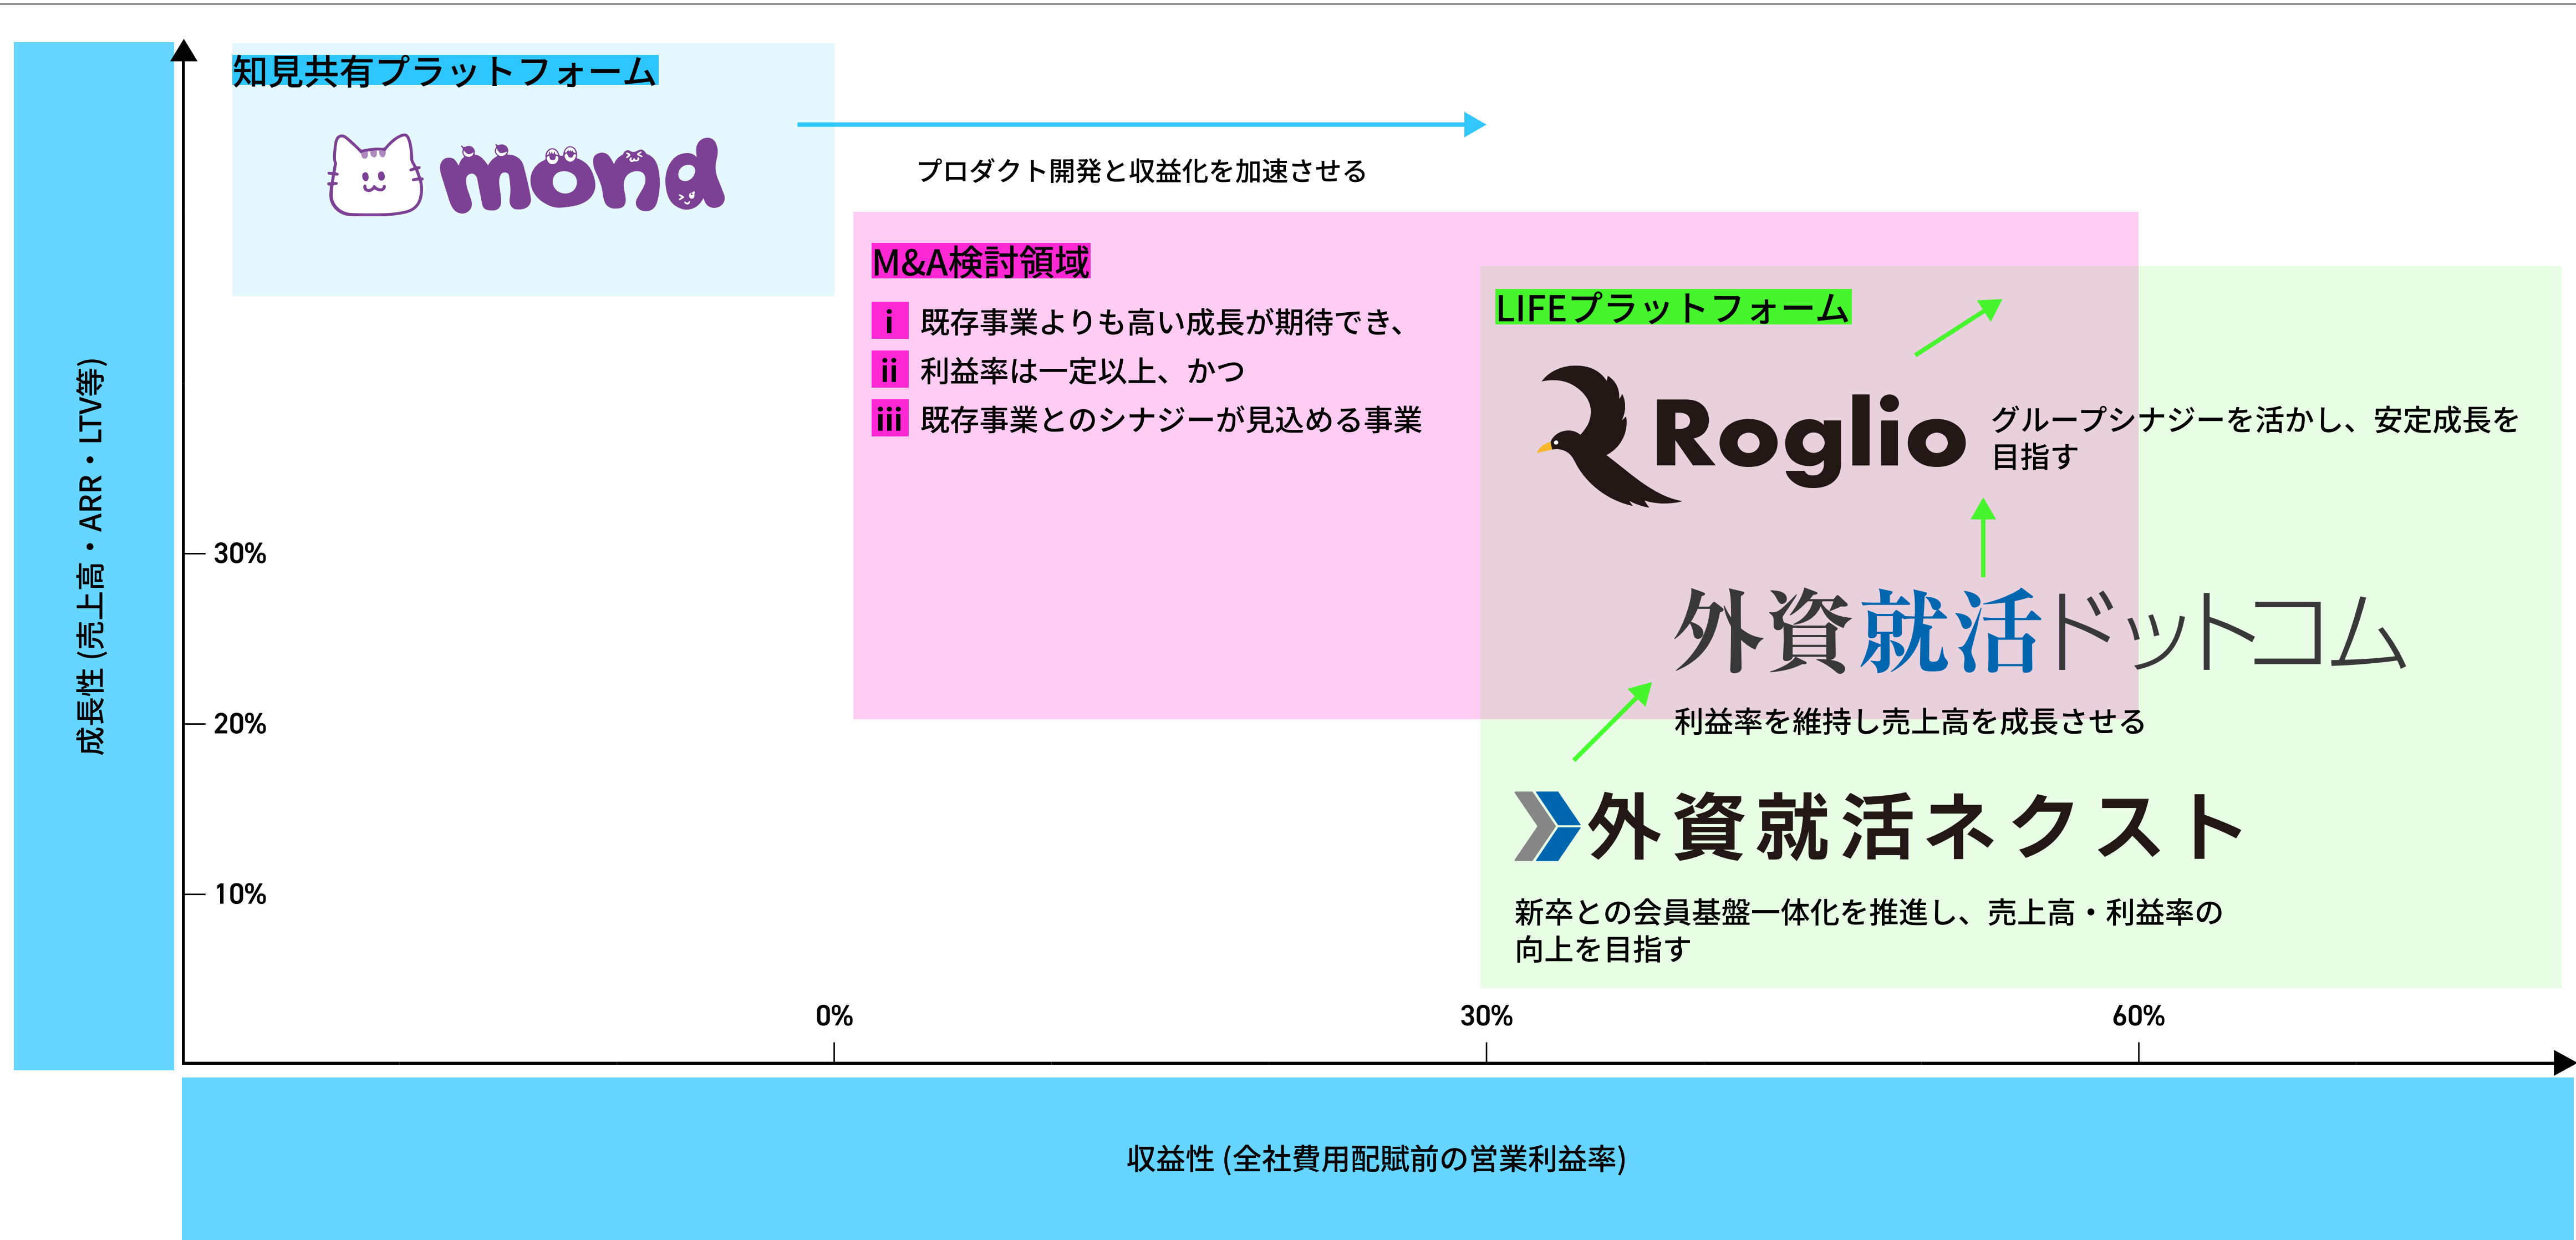 知見共有プラットフォーム
mond
プロダクト開発と収益化を加速させる
M&A検討領域
i 既存事業よりも高い成長が期待でき、
ii 利益率は一定以上、かつ
iii 既存事業とのシナジーが見込める事業
LIFEプラットフォーム
Roglio
グループシナジーを活かし、安定成長を
目指す
外資就活ドットコム
利益率を維持し売上高を成長させる
外資就活ネクスト
新卒との会員基盤一体化を推進し、売上高・利益率の
向上を目指す
成長性 (売上高・ARR・LTV等)
30%
20%
10%
0%
30%
60%
収益性 (全社費用配賦前の営業利益率)